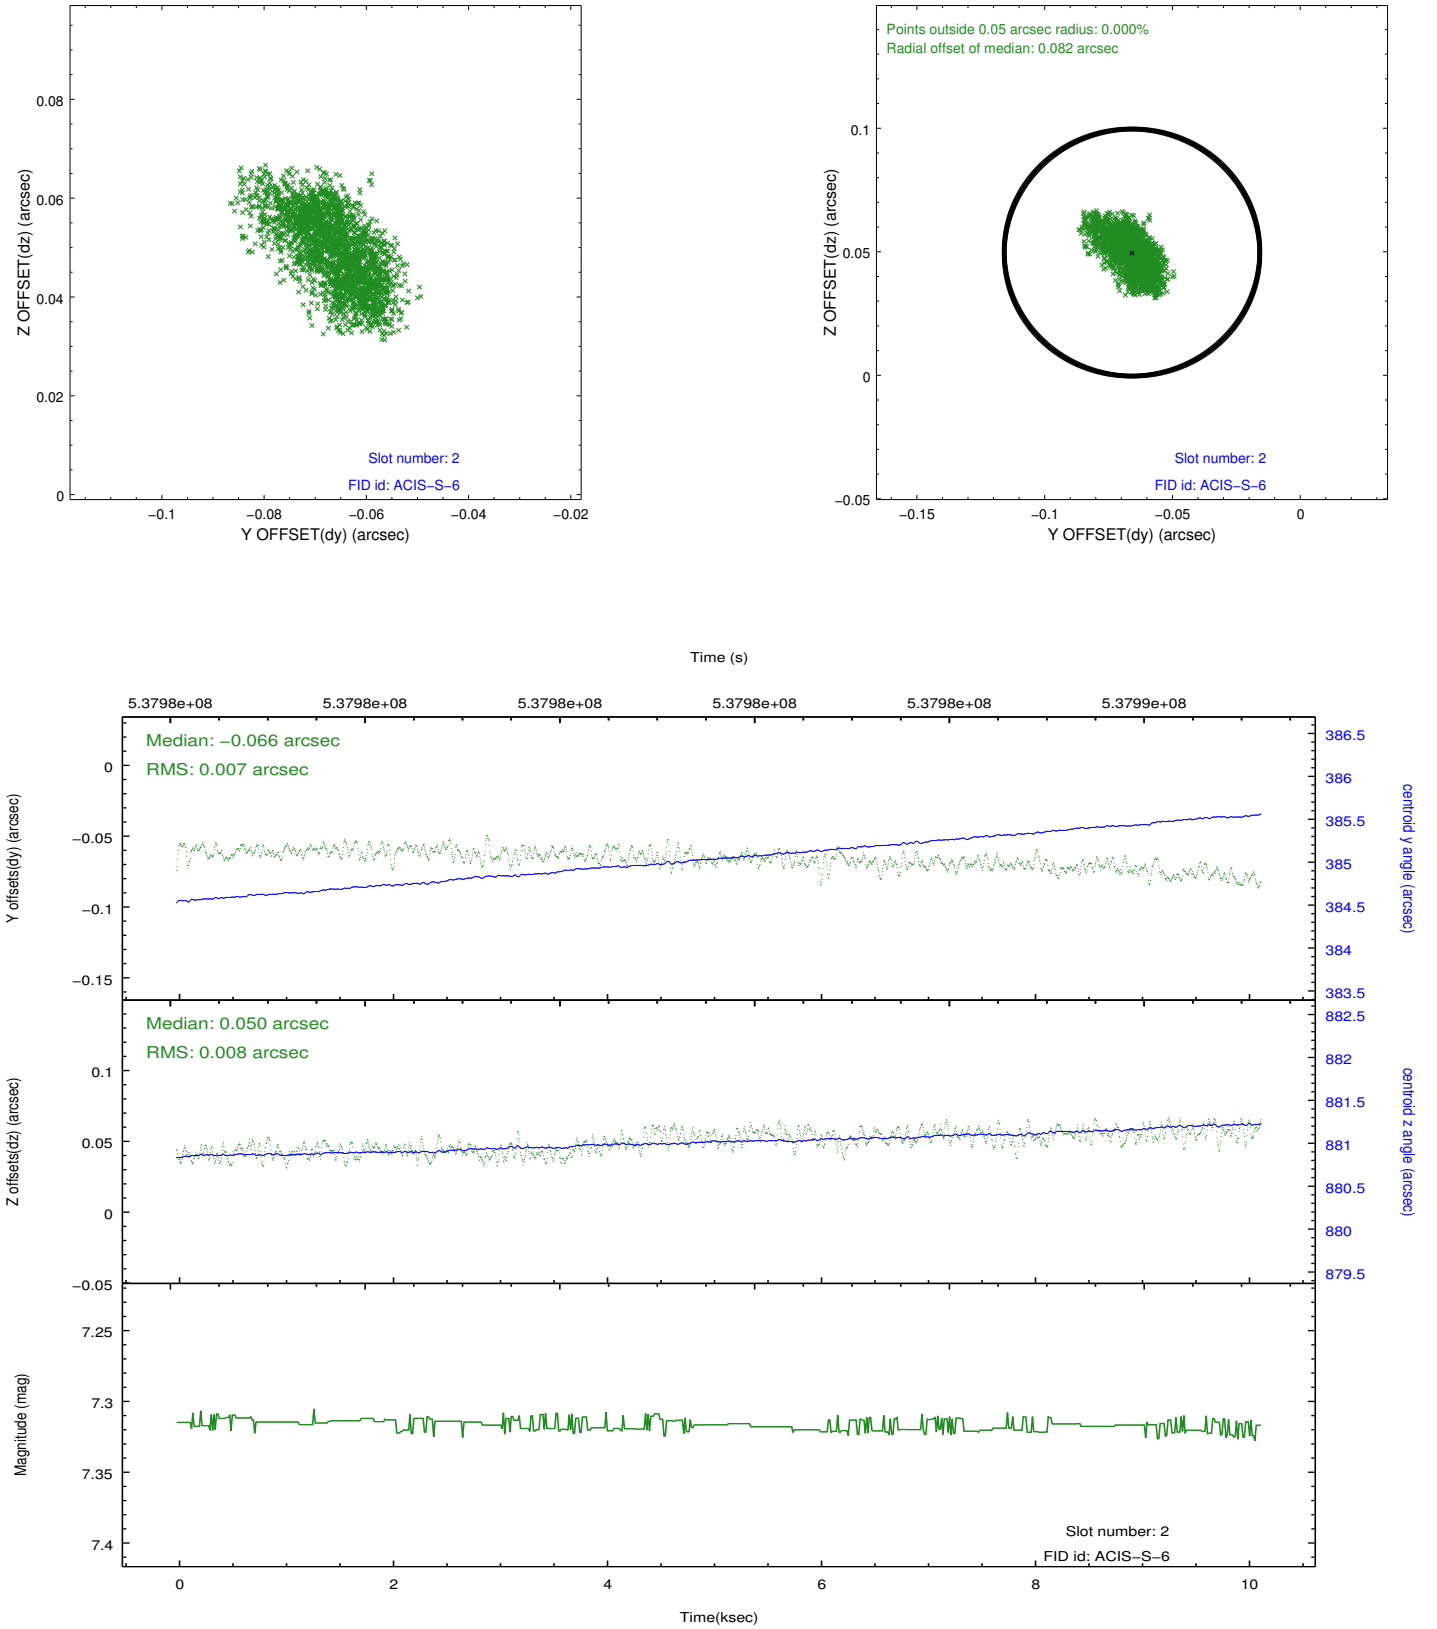 0.08
0.06
0.04
0.02
0
Z OFFSET(dz) (arcsec)
Slot number: 2
FID id: ACIS−S−6
−0.1
−0.08
−0.06
−0.04
−0.02
Y OFFSET(dy) (arcsec)
Points outside 0.05 arcsec radius: 0.000%
Radial offset of median: 0.082 arcsec
0.1
0.05
0
−0.05
Z OFFSET(dz) (arcsec)
Slot number: 2
FID id: ACIS−S−6
−0.15
−0.1
−0.05
0
Y OFFSET(dy) (arcsec)
Time (s)
5.3798e+08
5.3798e+08
5.3798e+08
5.3798e+08
5.3798e+08
5.3799e+08
Median: −0.066 arcsec
RMS: 0.007 arcsec
0
−0.05
−0.1
−0.15
Y offsets(dy) (arcsec)
386.5
386
385.5
385
384.5
384
383.5
centroid y angle (arcsec)
Median: 0.050 arcsec
RMS: 0.008 arcsec
0.1
0.05
0
−0.05
Z offsets(dz) (arcsec)
882.5
882
881.5
881
880.5
880
879.5
centroid z angle (arcsec)
7.25
7.3
7.35
7.4
Magnitude (mag)
Slot number: 2
FID id: ACIS−S−6
0
2
4
6
8
10
Time(ksec)